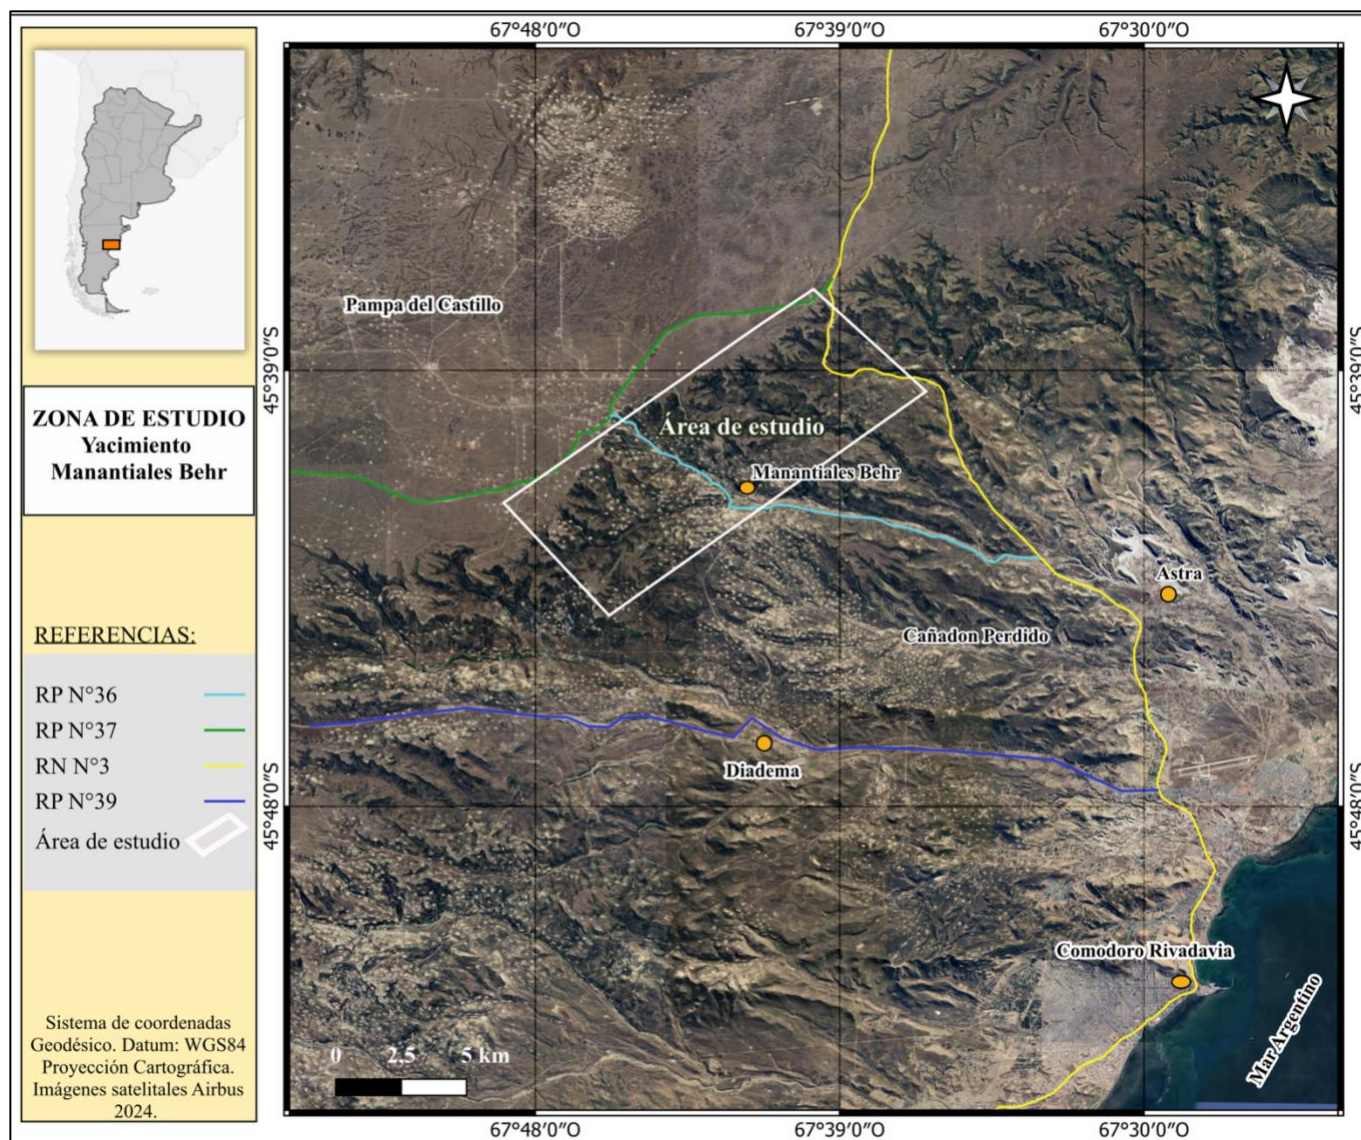 67°48′0″O 67°39′0″O 67°30′0″O
ZONA DE ESTUDIO
Yacimiento
Manantiales Behr
REFERENCIAS:
RP N°36
RP N°37
RN N°3
RP N°39
Área de estudio
Sistema de coordenadas
Geodésico. Datum: WGS84
Proyección Cartográfica.
Imágenes satelitales Airbus
2024.
45°39′0″S
45°48′0″S
Pampa del Castillo
Área de estudio
Manantiales Behr
Astra
Cañadon Perdido
Diadema
Comodoro Rivadavia
Mar Argentino
0 2,5 5 km
45°39′0″S
45°48′0″S
67°48′0″O 67°39′0″O 67°30′0″O